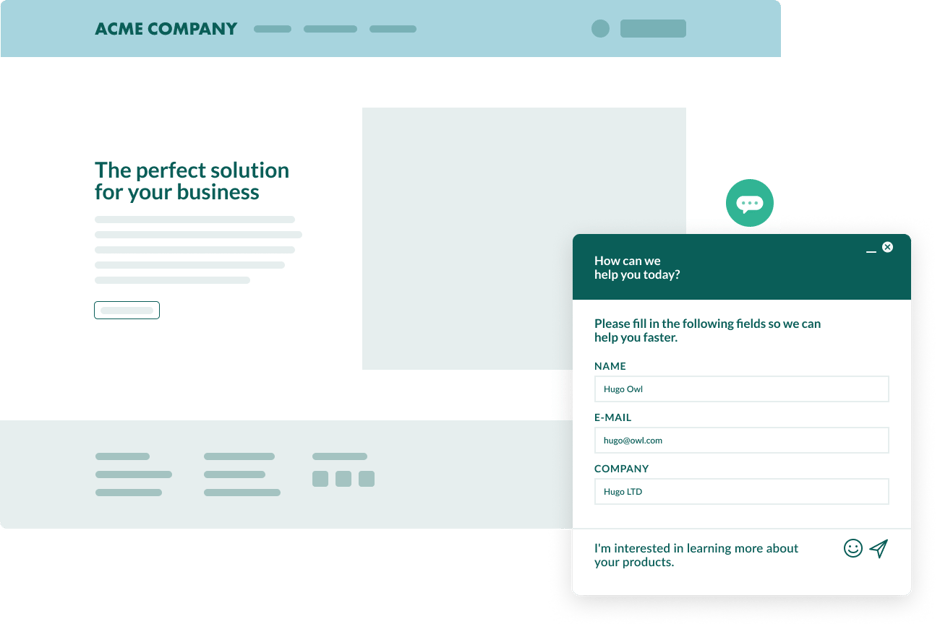 ACME COMPANY
The perfect solution
for your business
How can we
help you today?
Please fill in the following fields so we can
help you faster.
NAME
Hugo Owl
E-MAIL
hugo@owl.com
COMPANY
Hugo LTD
I'm interested in learning more about
your products.